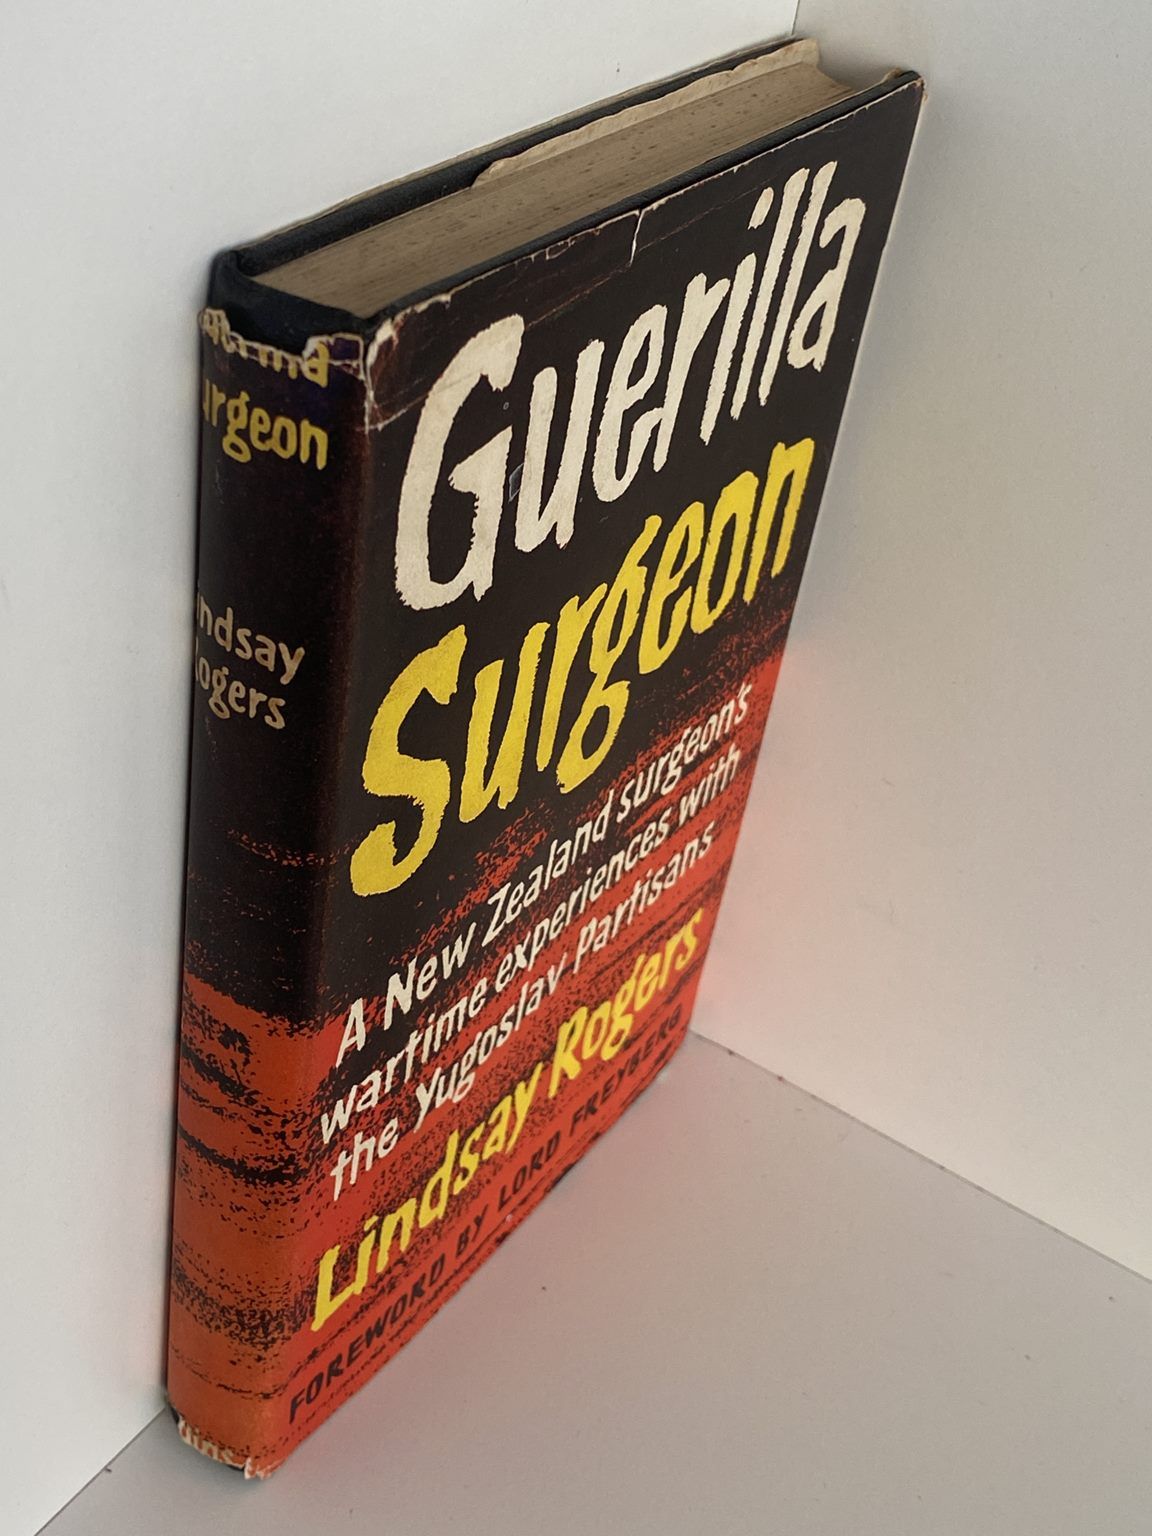 Guerilla
Surgeon
A New Zealand surgeon's
wartime experiences with
the Yugoslav Partisans
Lindsay Rogers
FOREWORD BY LORD FREYBERG
urgeon
indsay
ogers